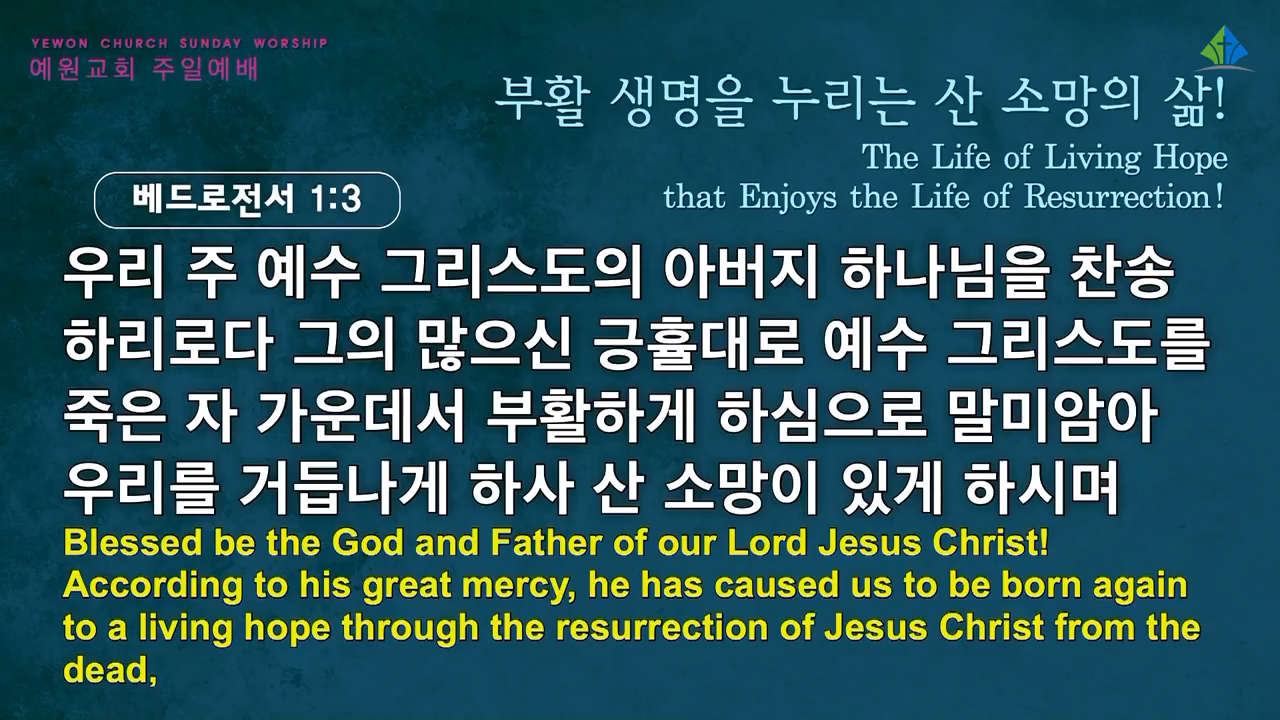 YEWON CHURCH SUNDAY WORSHIP
예원교회 주일예배
부활 생명을 누리는 산 소망의 삶!
The Life of Living Hope
that Enjoys the Life of Resurrection!
베드로전서 1:3
우리 주 예수 그리스도의 아버지 하나님을 찬송
하리로다 그의 많으신 긍휼대로 예수 그리스도를
죽은 자 가운데서 부활하게 하심으로 말미암아
우리를 거듭나게 하사 산 소망이 있게 하시며
Blessed be the God and Father of our Lord Jesus Christ!
According to his great mercy, he has caused us to be born again
to a living hope through the resurrection of Jesus Christ from the
dead,